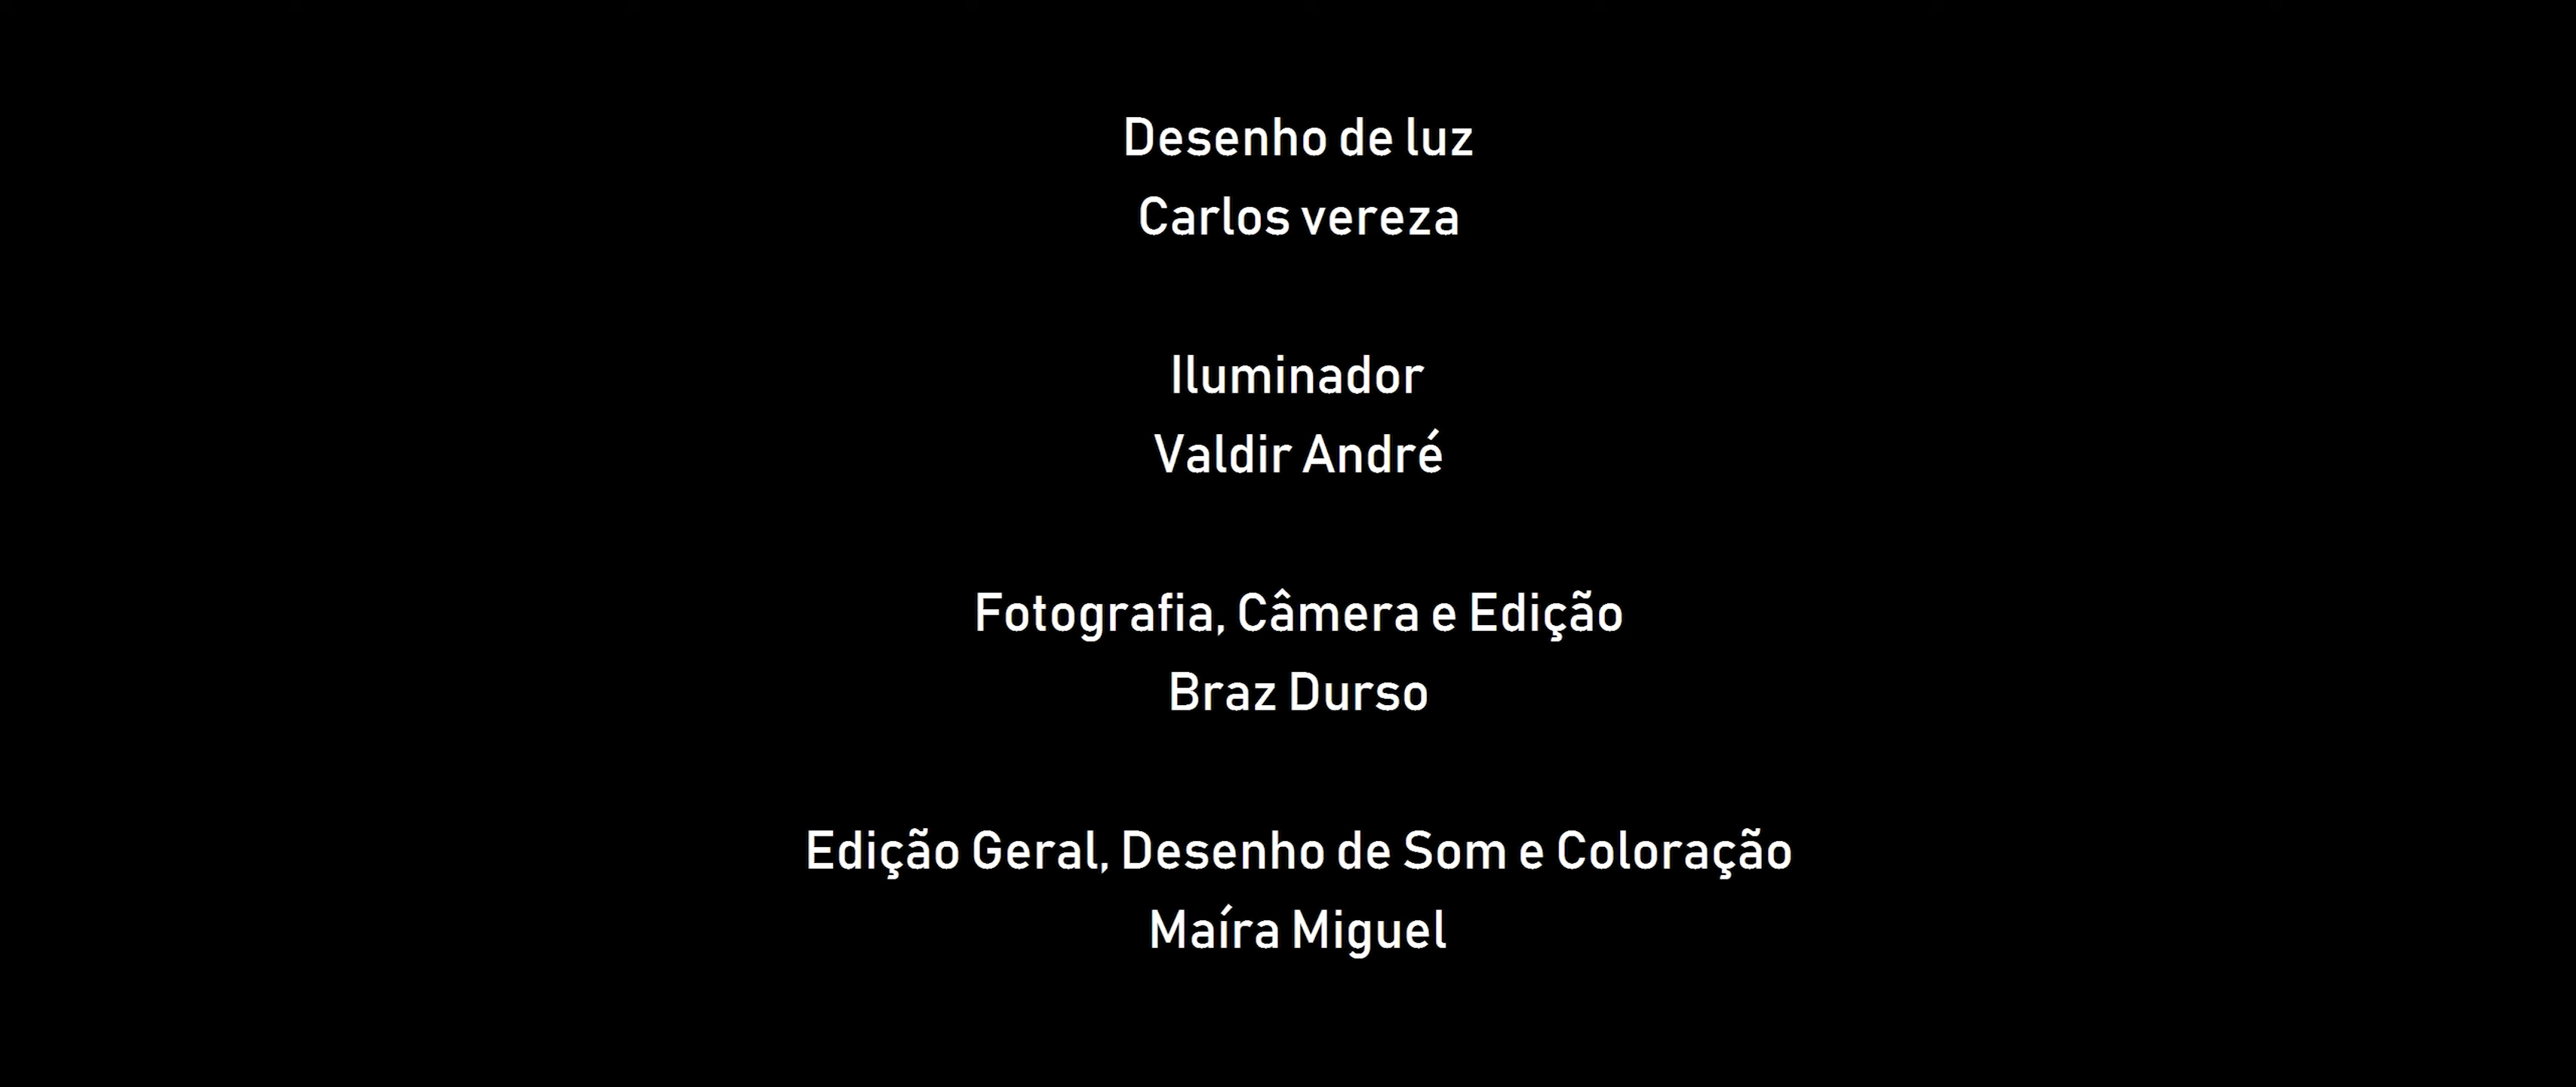 Desenho de luz
Carlos vereza
Iluminador
Valdir André
Fotografia, Câmera e Edição
Braz Durso
Edição Geral, Desenho de Som e Coloração
Maíra Miguel